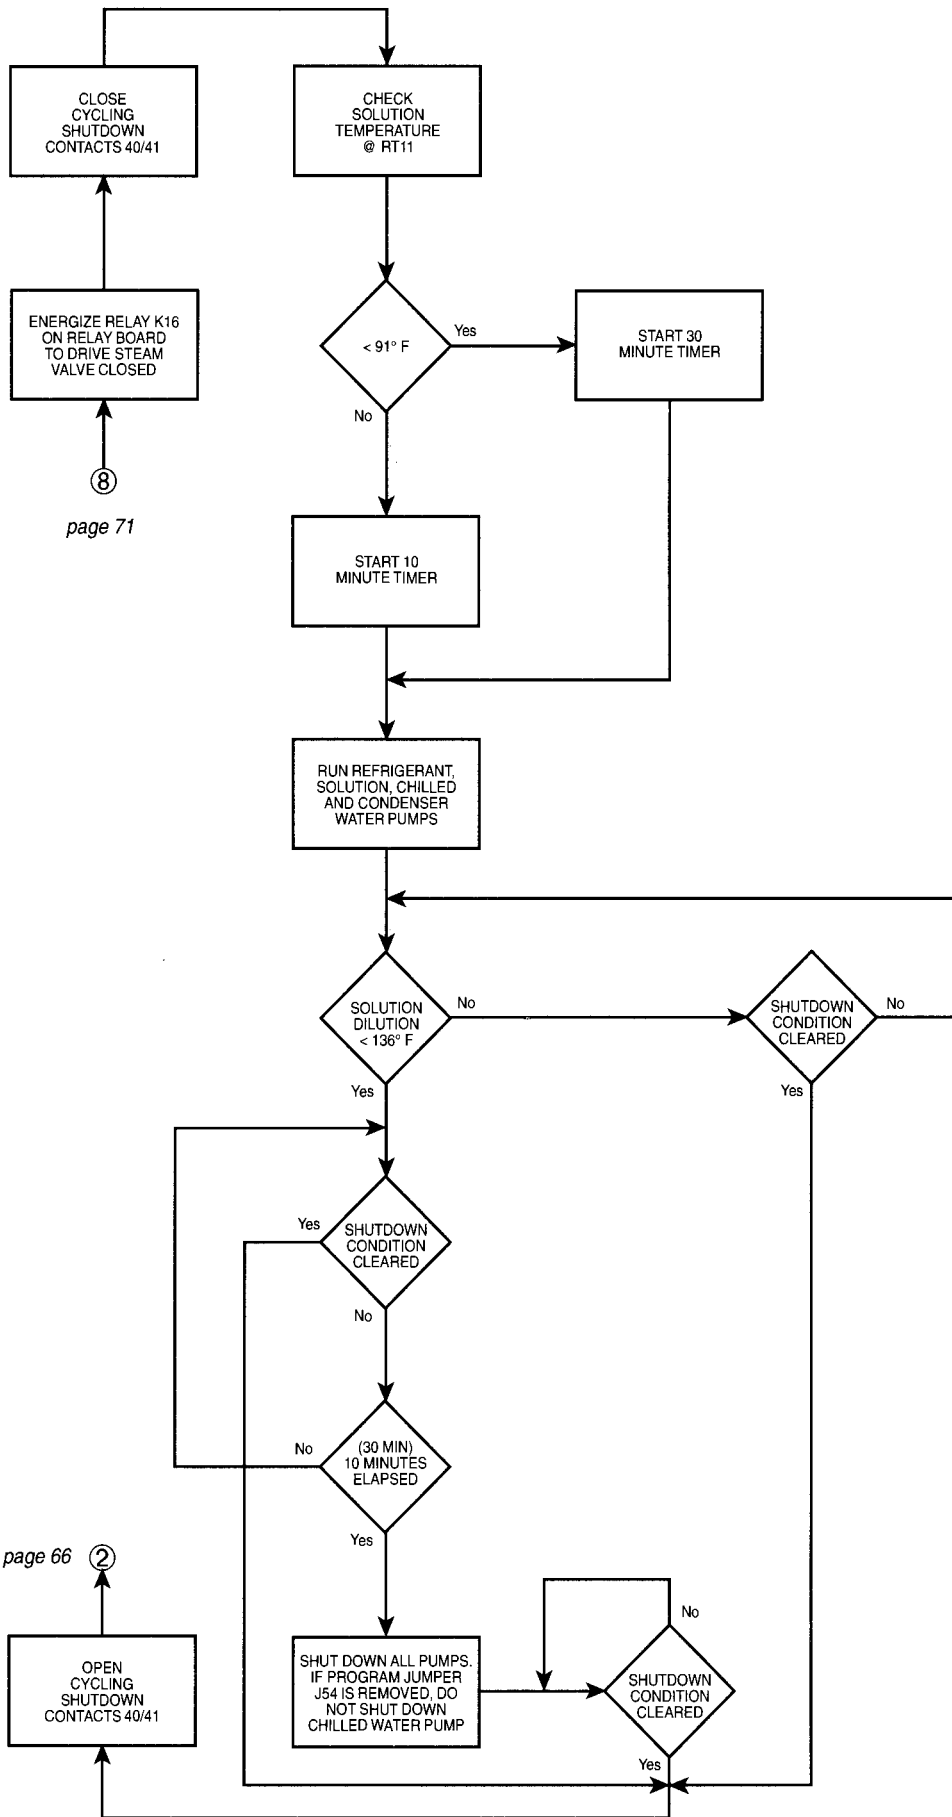 CLOSE
CYCLING
SHUTDOWN
CONTACTS 40/41
CHECK
SOLUTION
TEMPERATURE
@ RT11
ENERGIZE RELAY K16
ON RELAY BOARD
TO DRIVE STEAM
VALVE CLOSED
< 91° F
Yes
No
START 30
MINUTE TIMER
8
page 71
START 10
MINUTE TIMER
RUN REFRIGERANT,
SOLUTION, CHILLED
AND CONDENSER
WATER PUMPS
SOLUTION
DILUTION
< 136° F
No
Yes
SHUTDOWN
CONDITION
CLEARED
No
Yes
SHUTDOWN
CONDITION
CLEARED
Yes
No
(30 MIN)
10 MINUTES
ELAPSED
No
Yes
page 66 2
OPEN
CYCLING
SHUTDOWN
CONTACTS 40/41
SHUT DOWN ALL PUMPS.
IF PROGRAM JUMPER
J54 IS REMOVED, DO
NOT SHUT DOWN
CHILLED WATER PUMP
SHUTDOWN
CONDITION
CLEARED
No
Yes